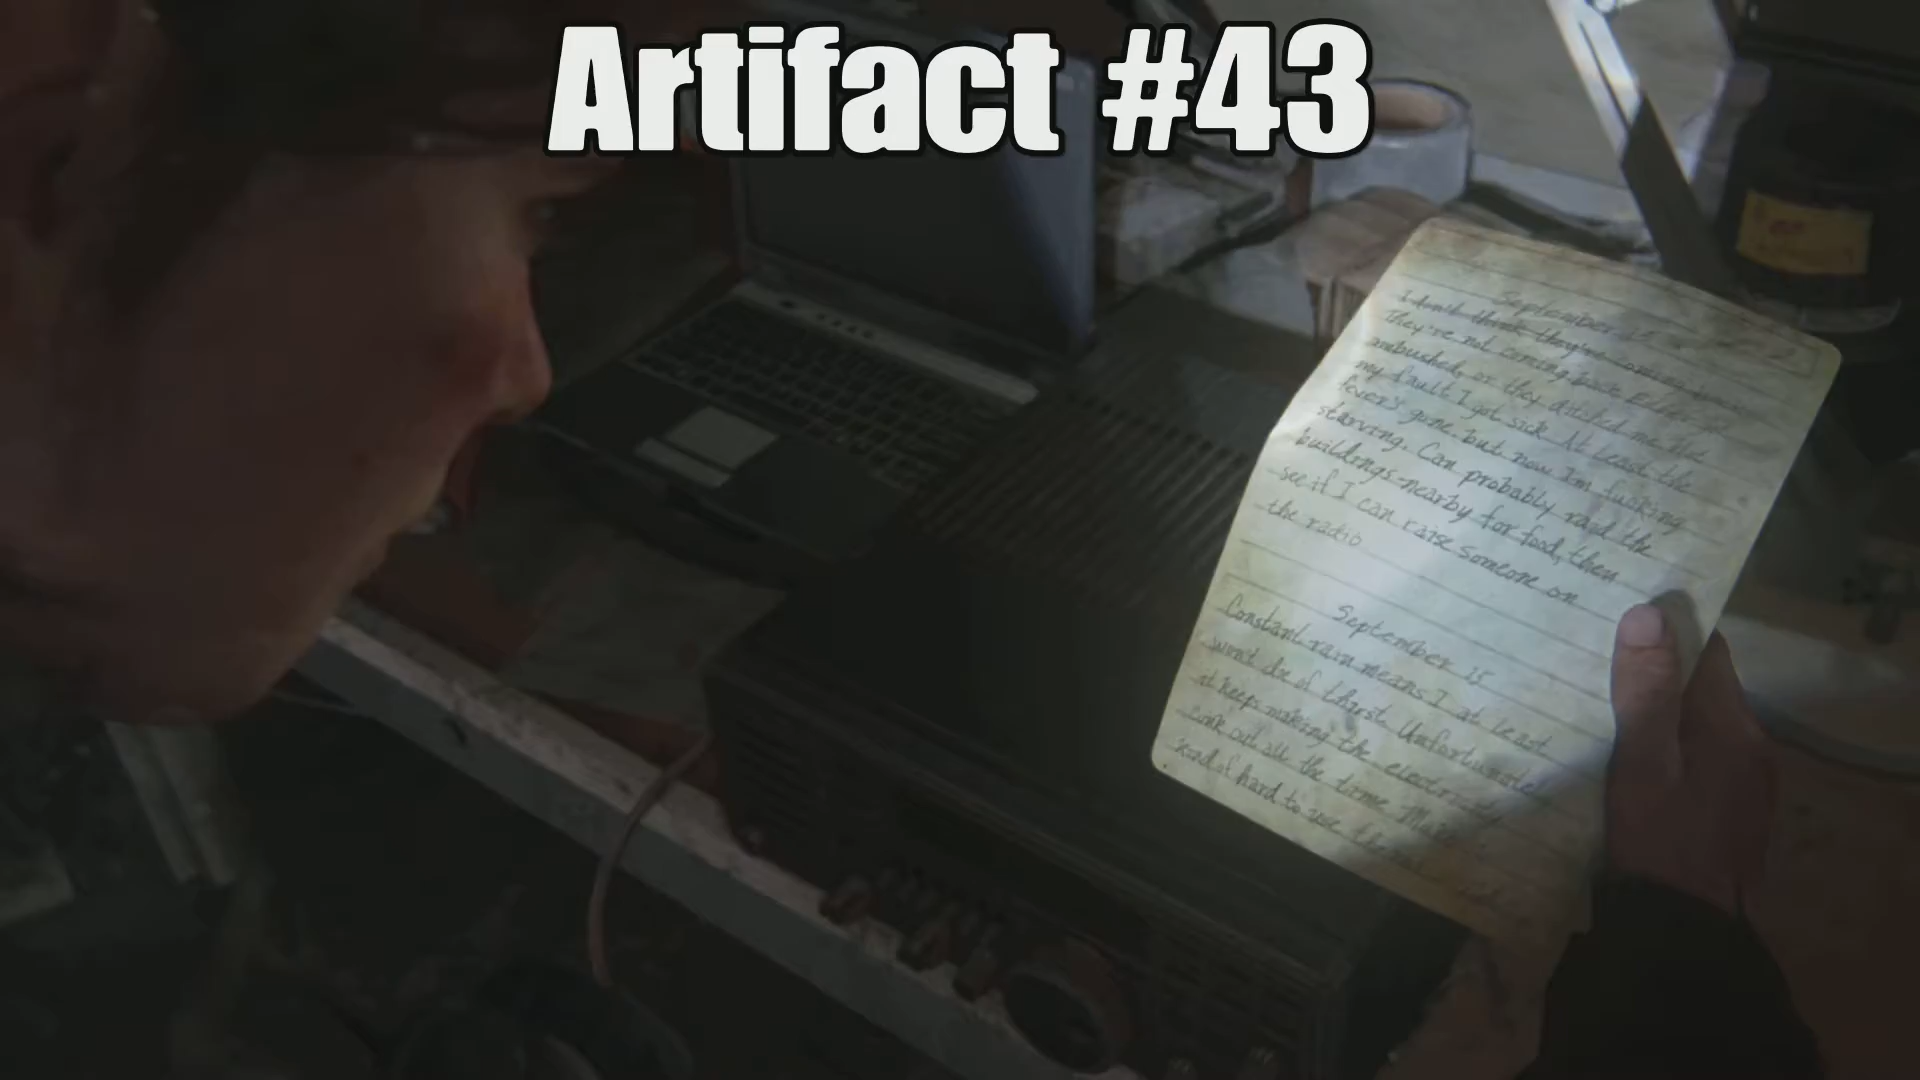 Artifact #43
September
I don't think they're coming back
They're not coming back. Either
ambushed, or they ditched me. Not
my fault I got sick. At least the
fever's gone, but now I'm fucking
starving. Can probably raid the
buildings nearby for food, then
see if I can raise someone on
the radio
September 15
Constant rain means I at least
won't die of thirst. Unfortunately
it keeps making the electricity
conk out all the time.
kind of hard to use the